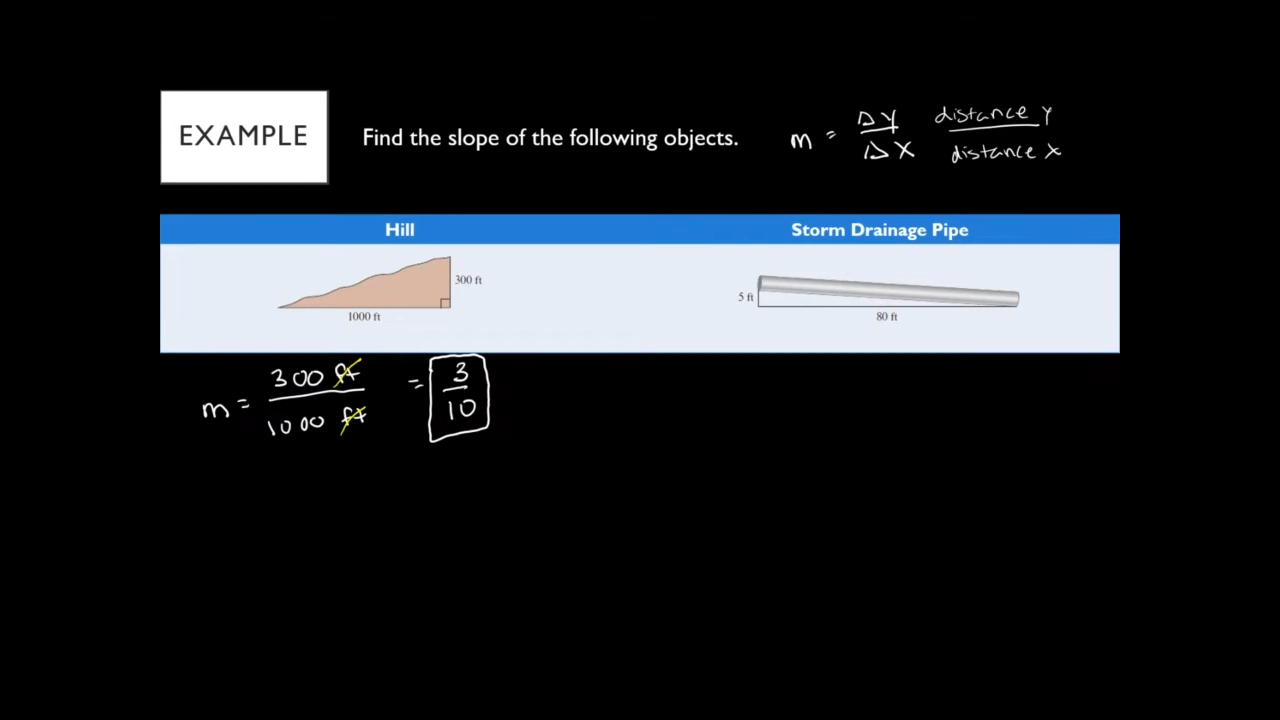 EXAMPLE
Find the slope of the following objects.
m = ΔY/ΔX distance Y/distance X
Hill
Storm Drainage Pipe
300 ft
1000 ft
5 ft
80 ft
m = 300 ft/1000 ft = 3/10